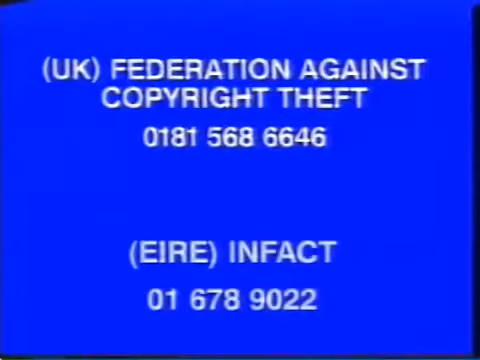 (UK) FEDERATION AGAINST
COPYRIGHT THEFT
0181 568 6646
(EIRE) INFACT
01 678 9022